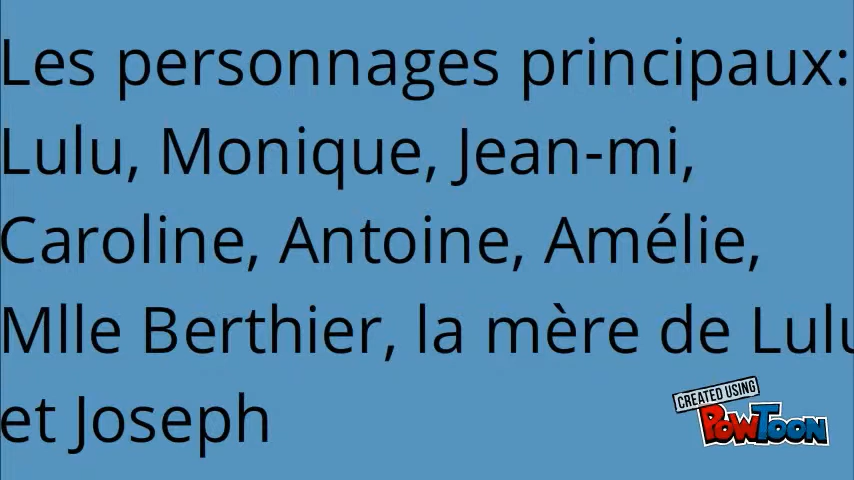 Les personnages principaux:
Lulu, Monique, Jean-mi,
Caroline, Antoine, Amélie,
Mlle Berthier, la mère de Lulu
et Joseph
CREATED USING
POWTOON